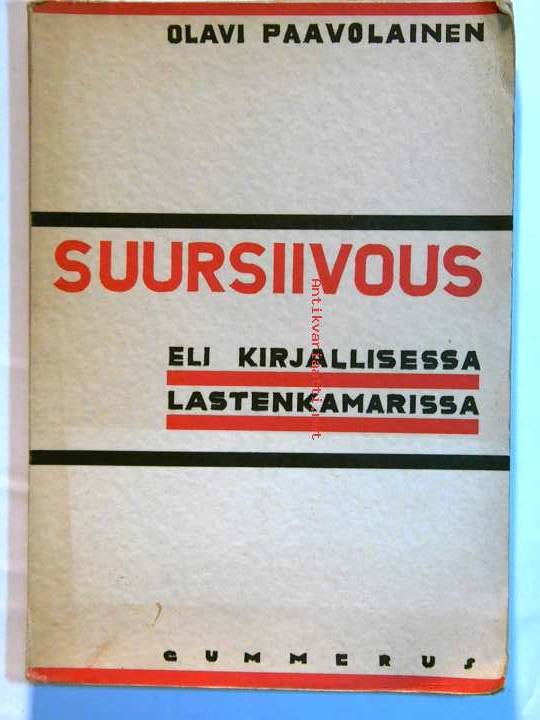 OLAVI PAAVOLAINEN
SUURSIIVOUS
ELI KIRJALLISESSA
LASTENKAMARISSA
GUMMERUS